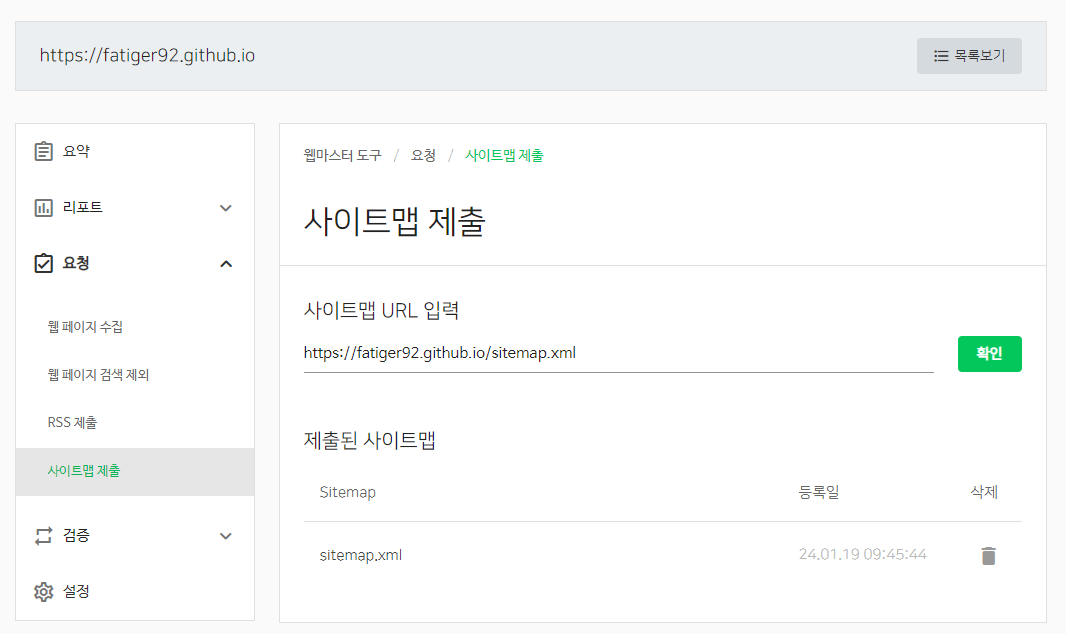 https://fatiger92.github.io
목록보기
요약
리포트
요청
웹 페이지 수집
웹 페이지 검색 제외
RSS 제출
사이트맵 제출
검증
설정
웹마스터 도구 / 요청 / 사이트맵 제출
사이트맵 제출
사이트맵 URL 입력
https://fatiger92.github.io/sitemap.xml
확인
제출된 사이트맵
Sitemap 등록일 삭제
sitemap.xml 24.01.19 09:45:44